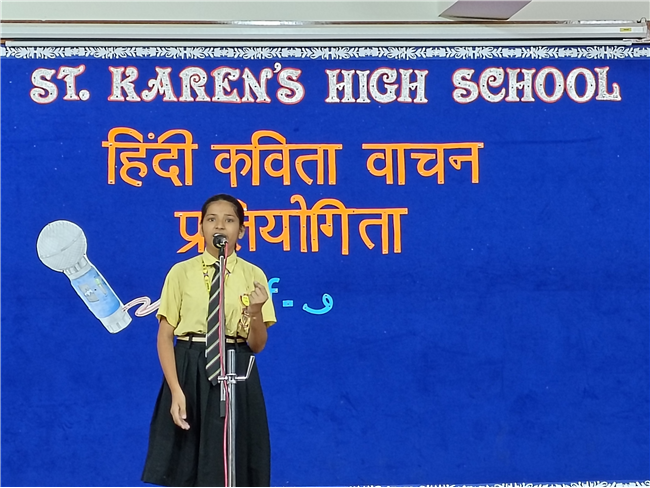 ST. KAREN'S HIGH SCHOOL
हिंदी कविता वाचन
प्रतियोगिता